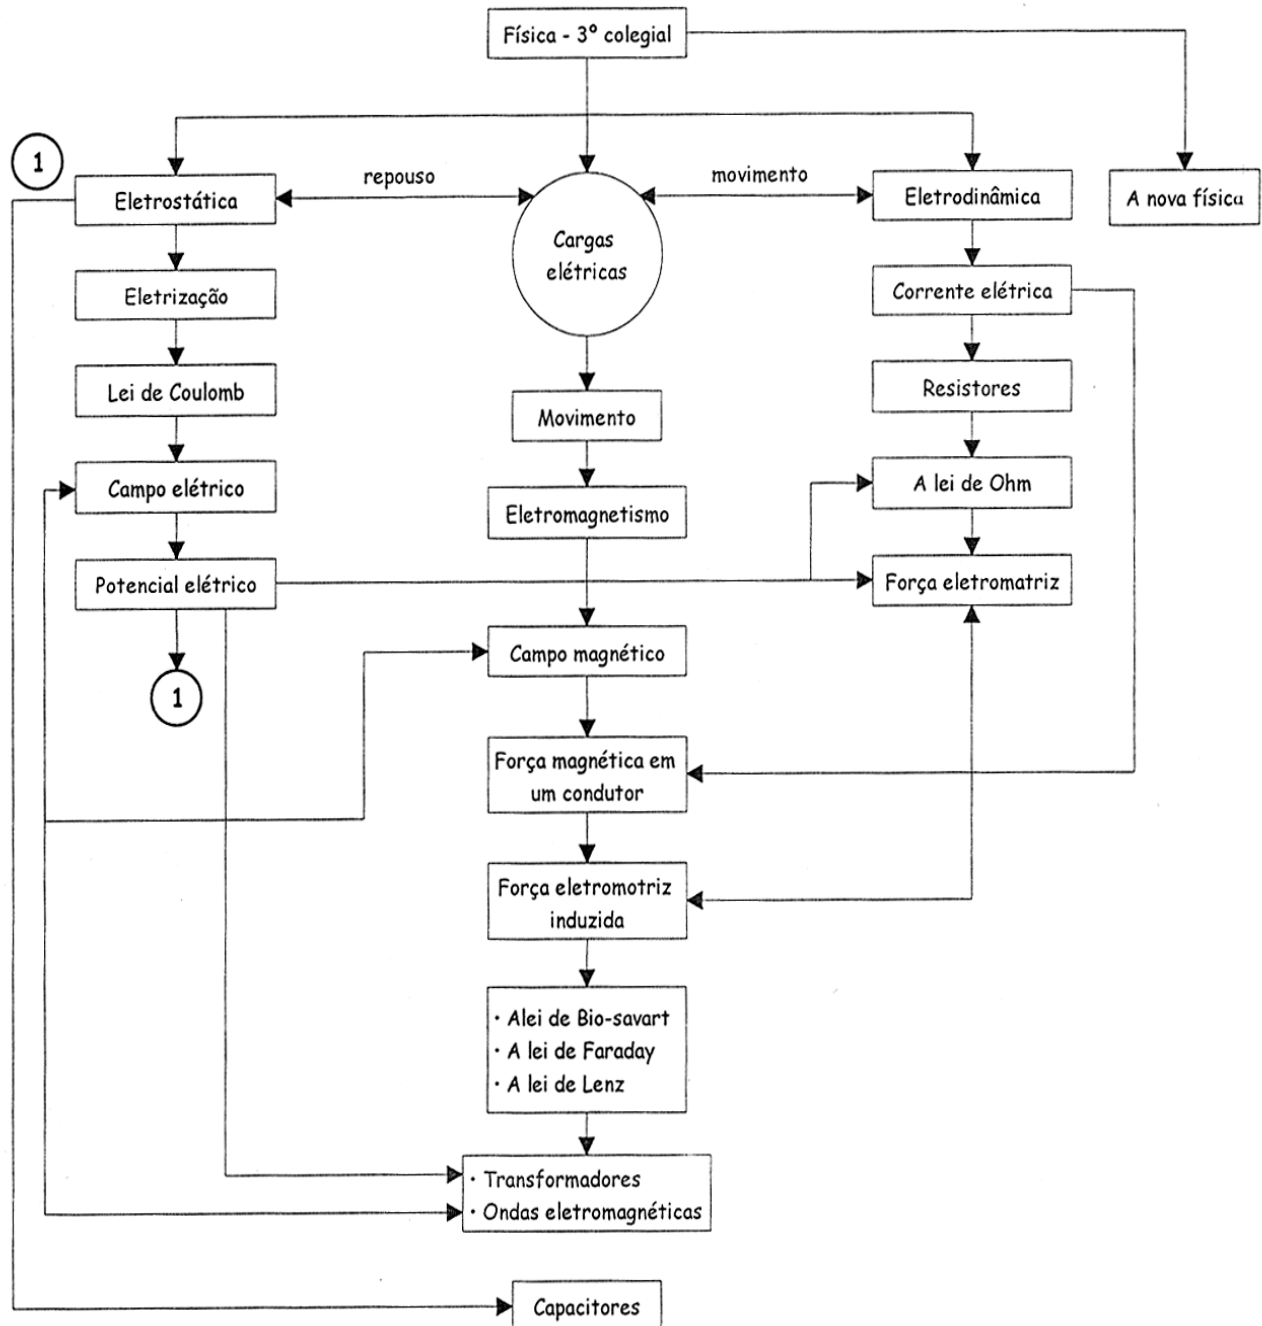 Física - 3º colegial
1
repouso
movimento
Eletrostática
Eletrodinâmica
A nova física
Cargas
elétricas
Eletrização
Corrente elétrica
Lei de Coulomb
Resistores
Movimento
Campo elétrico
A lei de Ohm
Eletromagnetismo
Potencial elétrico
Força eletromatriz
Campo magnético
1
Força magnética em
um condutor
Força eletromotriz
induzida
· Alei de Bio-savart
· A lei de Faraday
· A lei de Lenz
· Transformadores
· Ondas eletromagnéticas
Capacitores